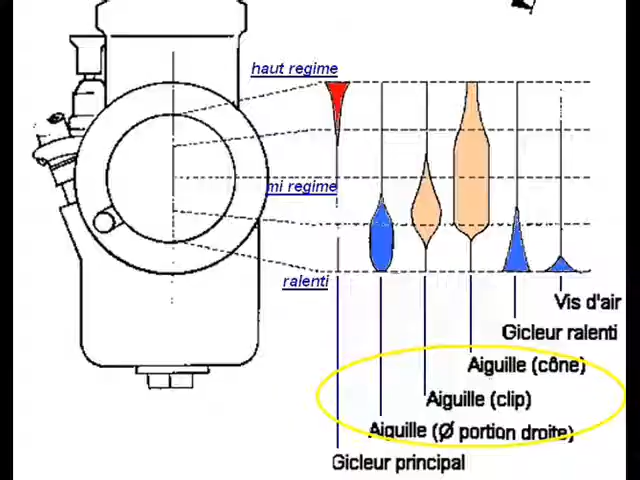 haut regime
mi regime
ralenti
Vis d'air
Gicleur ralenti
Aiguille (cône)
Aiguille (clip)
Aiguille (Ø portion droite)
Gicleur principal